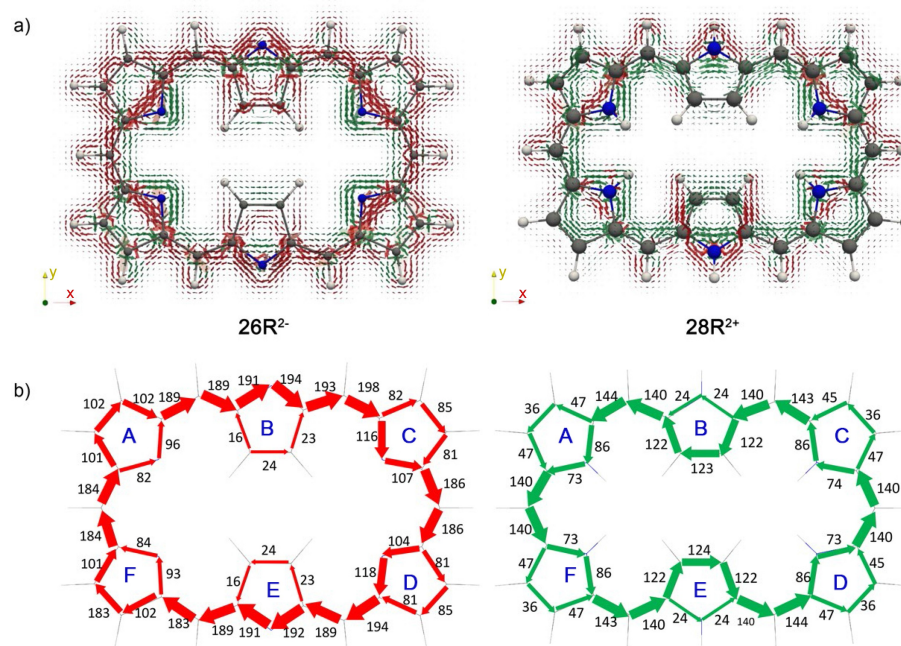 a)
y
x
y
x
26R²⁻
28R²⁺
b)
102 102 189 189 191 194 193 198 82 85
A B C
101 96 16 23 116 81
24 107
184 82 186
184 84 24 104 186
F E D
101 93 16 23 118 81
183 102 81 85
183 189 191 192 189 194
36 47 144 140 24 24 140 143 45 36
A B C
47 86 122 122 86 47
73 123 74
140 140
140 73 124 73 140
F E D
47 86 122 122 86 45
36 47 47 36
143 140 24 24 140 144